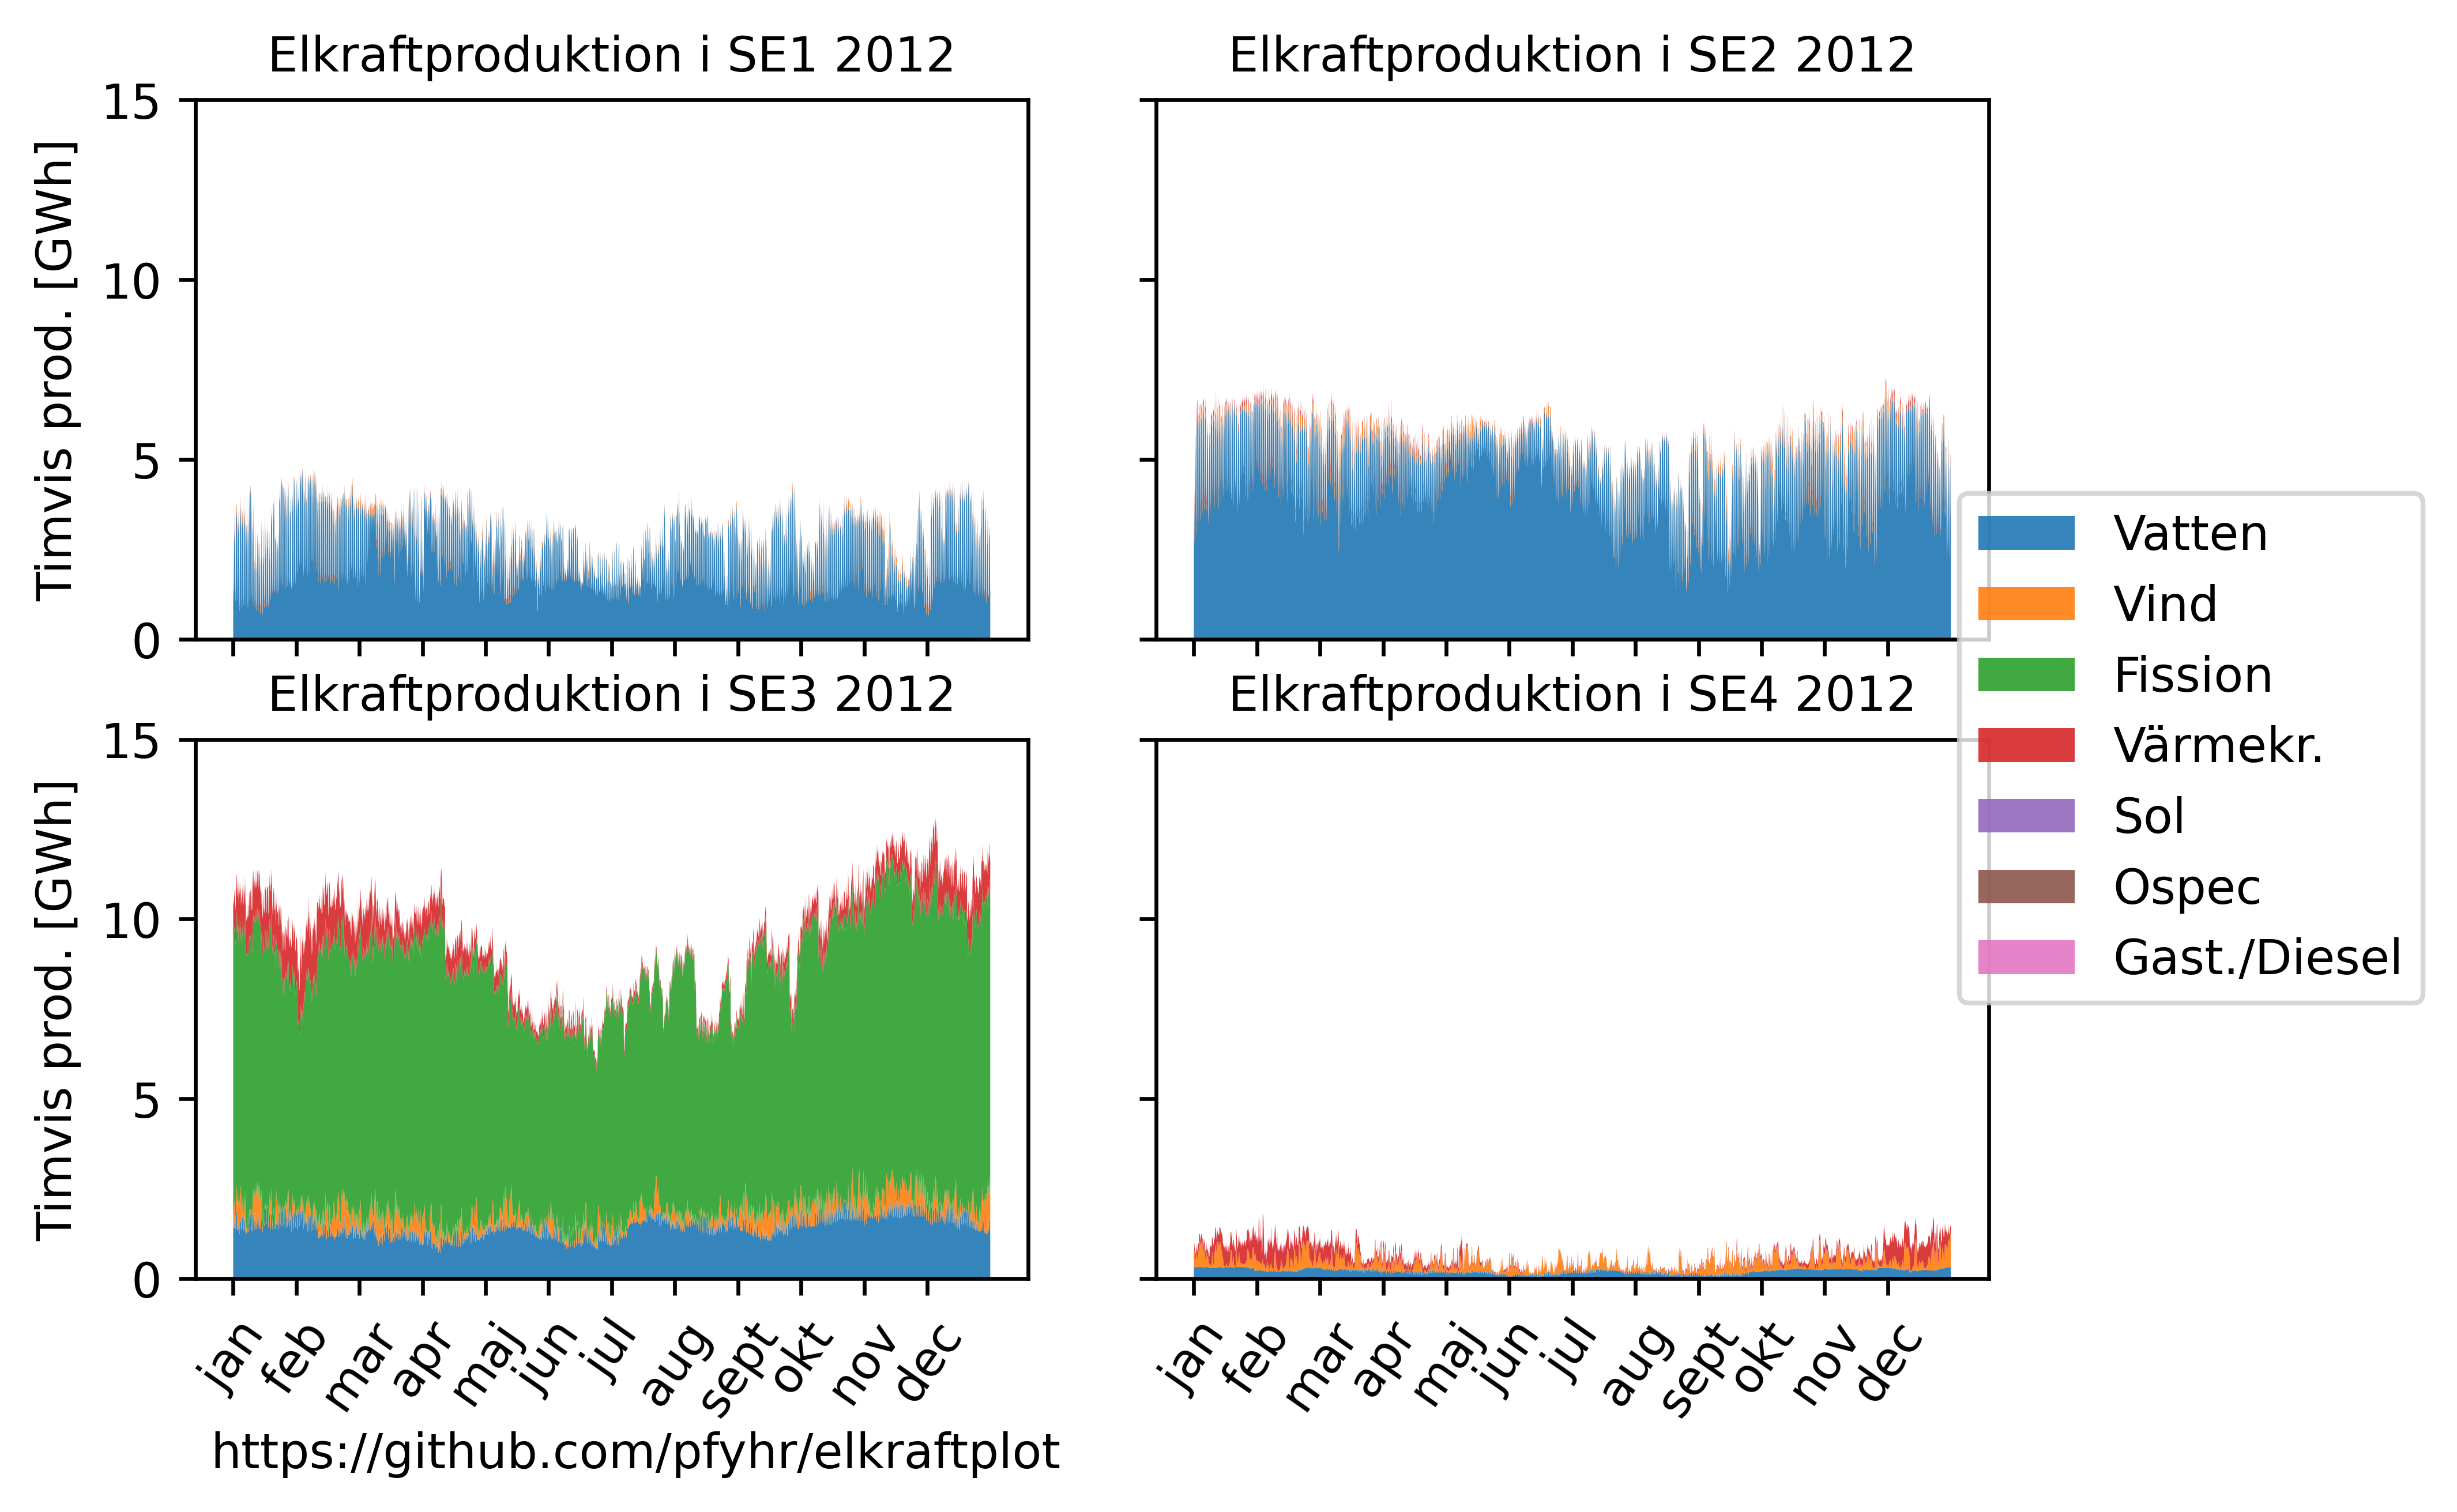 Elkraftproduktion i SE1 2012
Elkraftproduktion i SE2 2012
Timvis prod. [GWh]
15
10
5
0
Elkraftproduktion i SE3 2012
Elkraftproduktion i SE4 2012
Timvis prod. [GWh]
15
10
5
0
jan feb mar apr maj jun jul aug sept okt nov dec
jan feb mar apr maj jun jul aug sept okt nov dec
Vatten
Vind
Fission
Värmekr.
Sol
Ospec
Gast./Diesel
https://github.com/pfyhr/elkraftplot